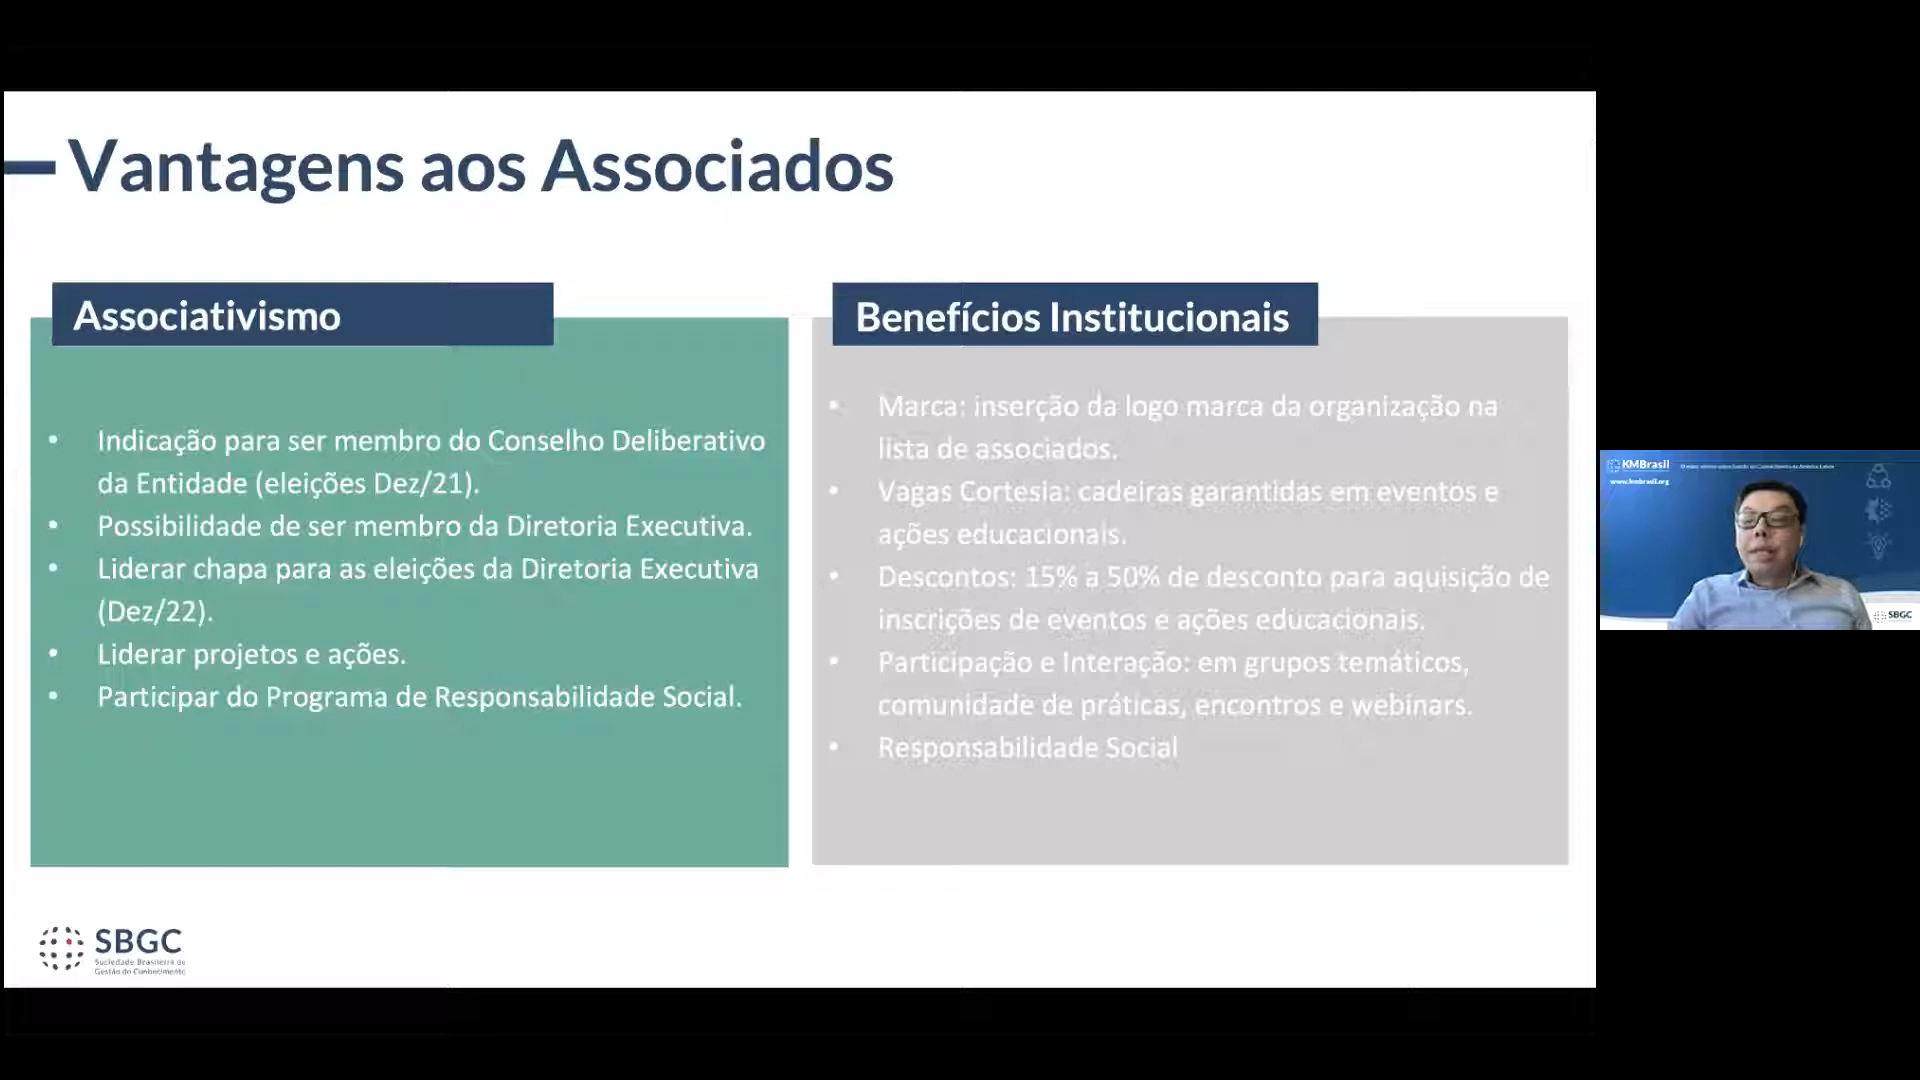 Vantagens aos Associados
Associativismo
• Indicação para ser membro do Conselho Deliberativo
da Entidade (eleições Dez/21).
• Possibilidade de ser membro da Diretoria Executiva.
• Liderar chapa para as eleições da Diretoria Executiva
(Dez/22).
• Liderar projetos e ações.
• Participar do Programa de Responsabilidade Social.
Benefícios Institucionais
• Marca: inserção da logo marca da organização na
lista de associados.
• Vagas Cortesia: cadeiras garantidas em eventos e
ações educacionais.
• Descontos: 15% a 50% de desconto para aquisição de
inscrições de eventos e ações educacionais.
• Participação e Interação: em grupos temáticos,
comunidade de práticas, encontros e webinars.
• Responsabilidade Social
SBGC
Sociedade Brasileira de
Gestão do Conhecimento
KMBrasil
www.kmbrasil.org
SBGC